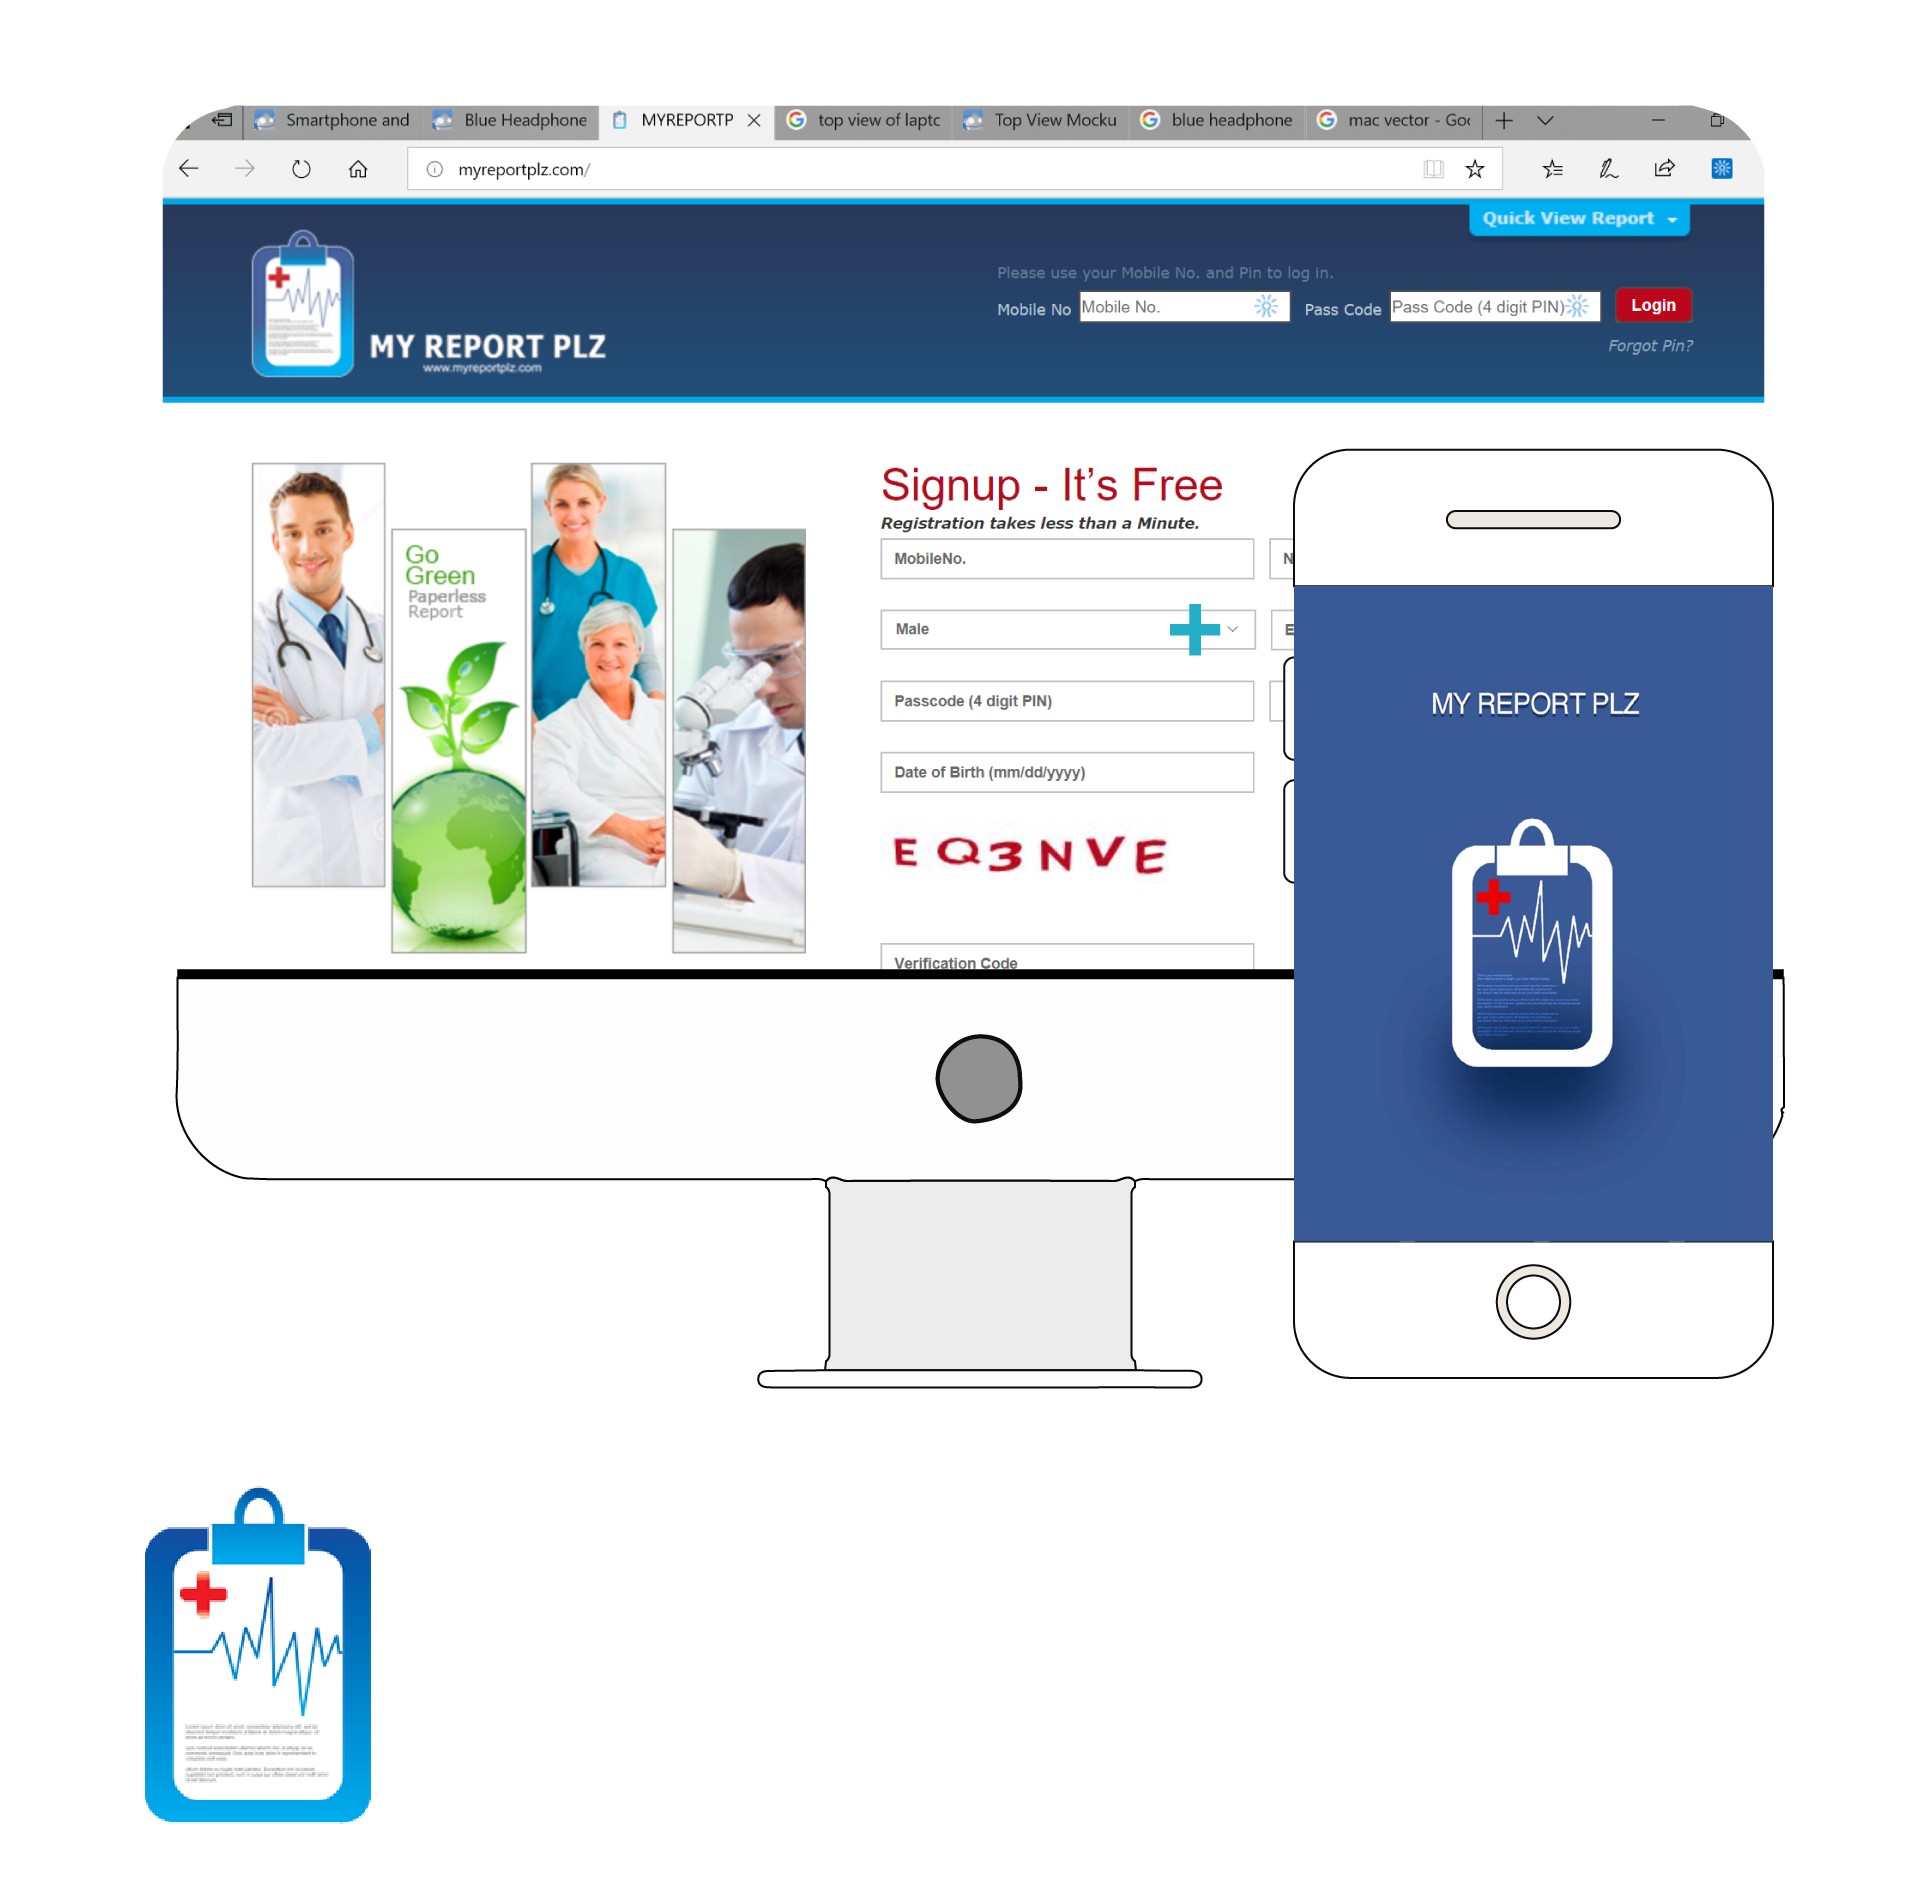 Smartphone and
Blue Headphone
MYREPORTP
top view of laptc
Top View Mocku
blue headphone
mac vector - Goo
myreportplz.com/
Quick View Report
Please use your Mobile No. and Pin to log in.
Mobile No Mobile No. Pass Code Pass Code (4 digit PIN) Login
Forgot Pin?
MY REPORT PLZ
www.myreportplz.com
Go
Green
Paperless
Report
Signup - It's Free
Registration takes less than a Minute.
MobileNo.
N
Male
E
Passcode (4 digit PIN)
Date of Birth (mm/dd/yyyy)
EQ3NVE
Verification Code
MY REPORT PLZ